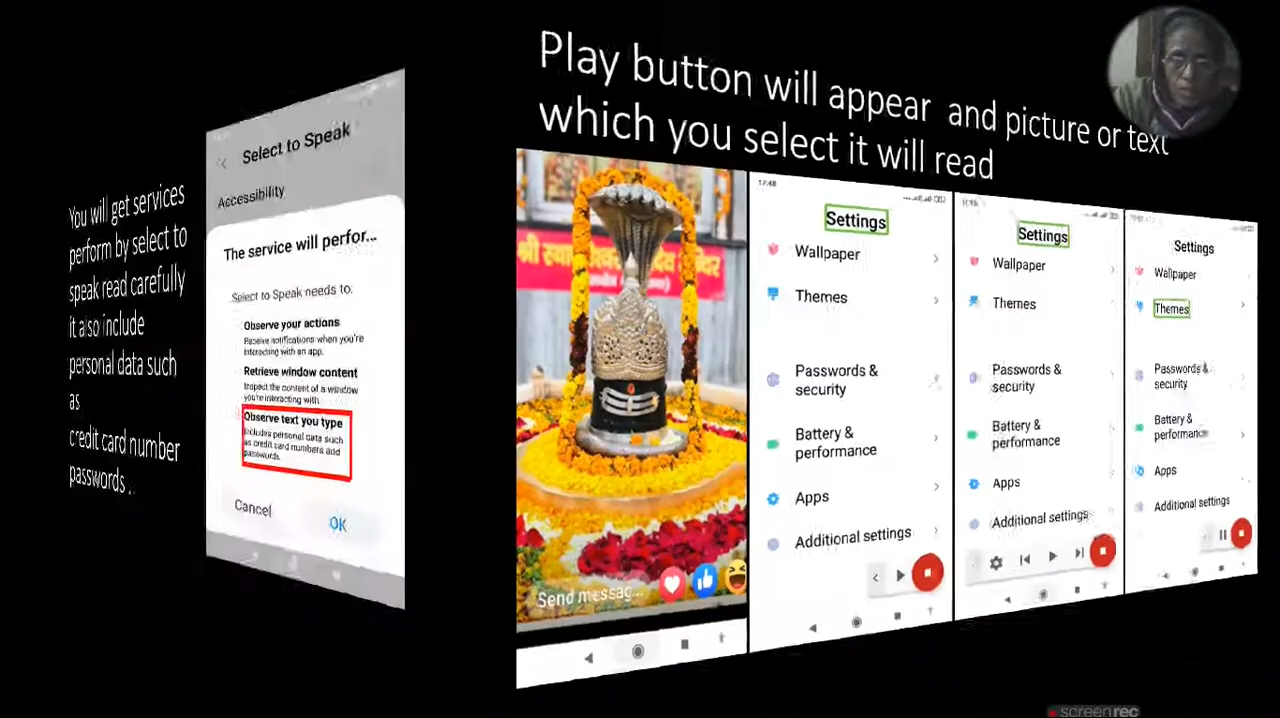 Play button will appear and picture or text
which you select it will read
You will get services
perform by select to
speak read carefully
it also include
personal data such
as
credit card number
passwords..
Select to Speak
Accessibility
The service will perfor...
Select to Speak needs to:
Observe your actions
Receive notifications when you're
interacting with an app.
Retrieve window content
Inspect the content of a window
you're interacting with.
Observe text you type
Includes personal data such
as credit card numbers and
passwords.
Cancel
OK
श्री
Send messag...
17:48
Settings
Wallpaper
Themes
Passwords &
security
Battery &
performance
Apps
Additional settings
Settings
Wallpaper
Themes
Passwords &
security
Battery &
performance
Apps
Additional settings
Settings
Wallpaper
Themes
Passwords &
security
Battery &
performance
Apps
Additional settings
screenrec